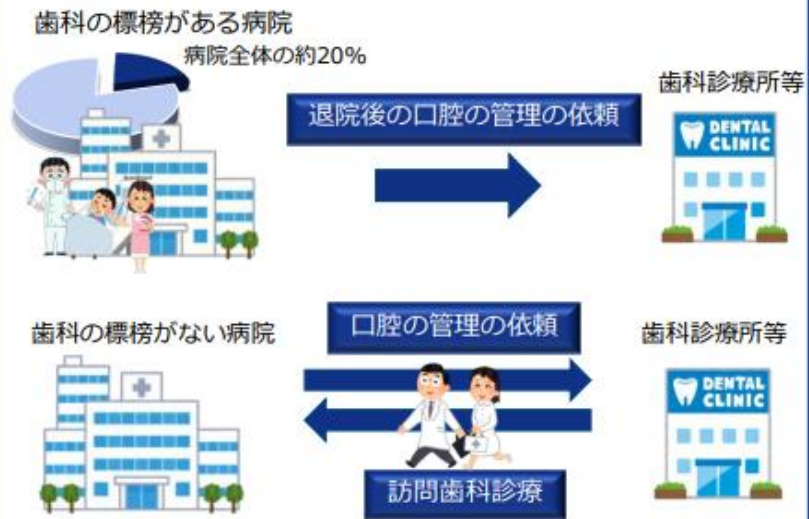 歯科の標榜がある病院
病院全体の約20%
退院後の口腔の管理の依頼
歯科診療所等
DENTAL
CLINIC
歯科の標榜がない病院
口腔の管理の依頼
歯科診療所等
DENTAL
CLINIC
訪問歯科診療